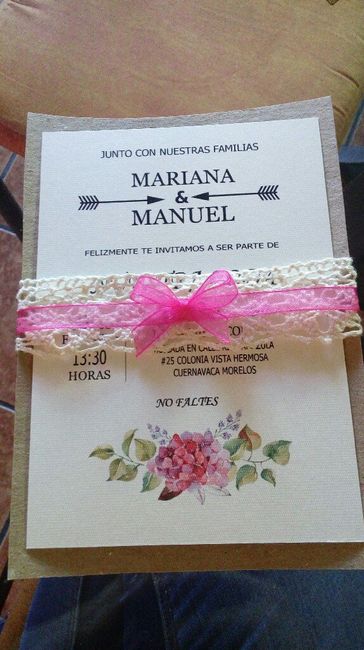 JUNTO CON NUESTRAS FAMILIAS
MARIANA
&
MANUEL
FELIZMENTE TE INVITAMOS A SER PARTE DE
13:30
HORAS
EN
#25 COLONIA VISTA HERMOSA
CUERNAVACA MORELOS
NO FALTES